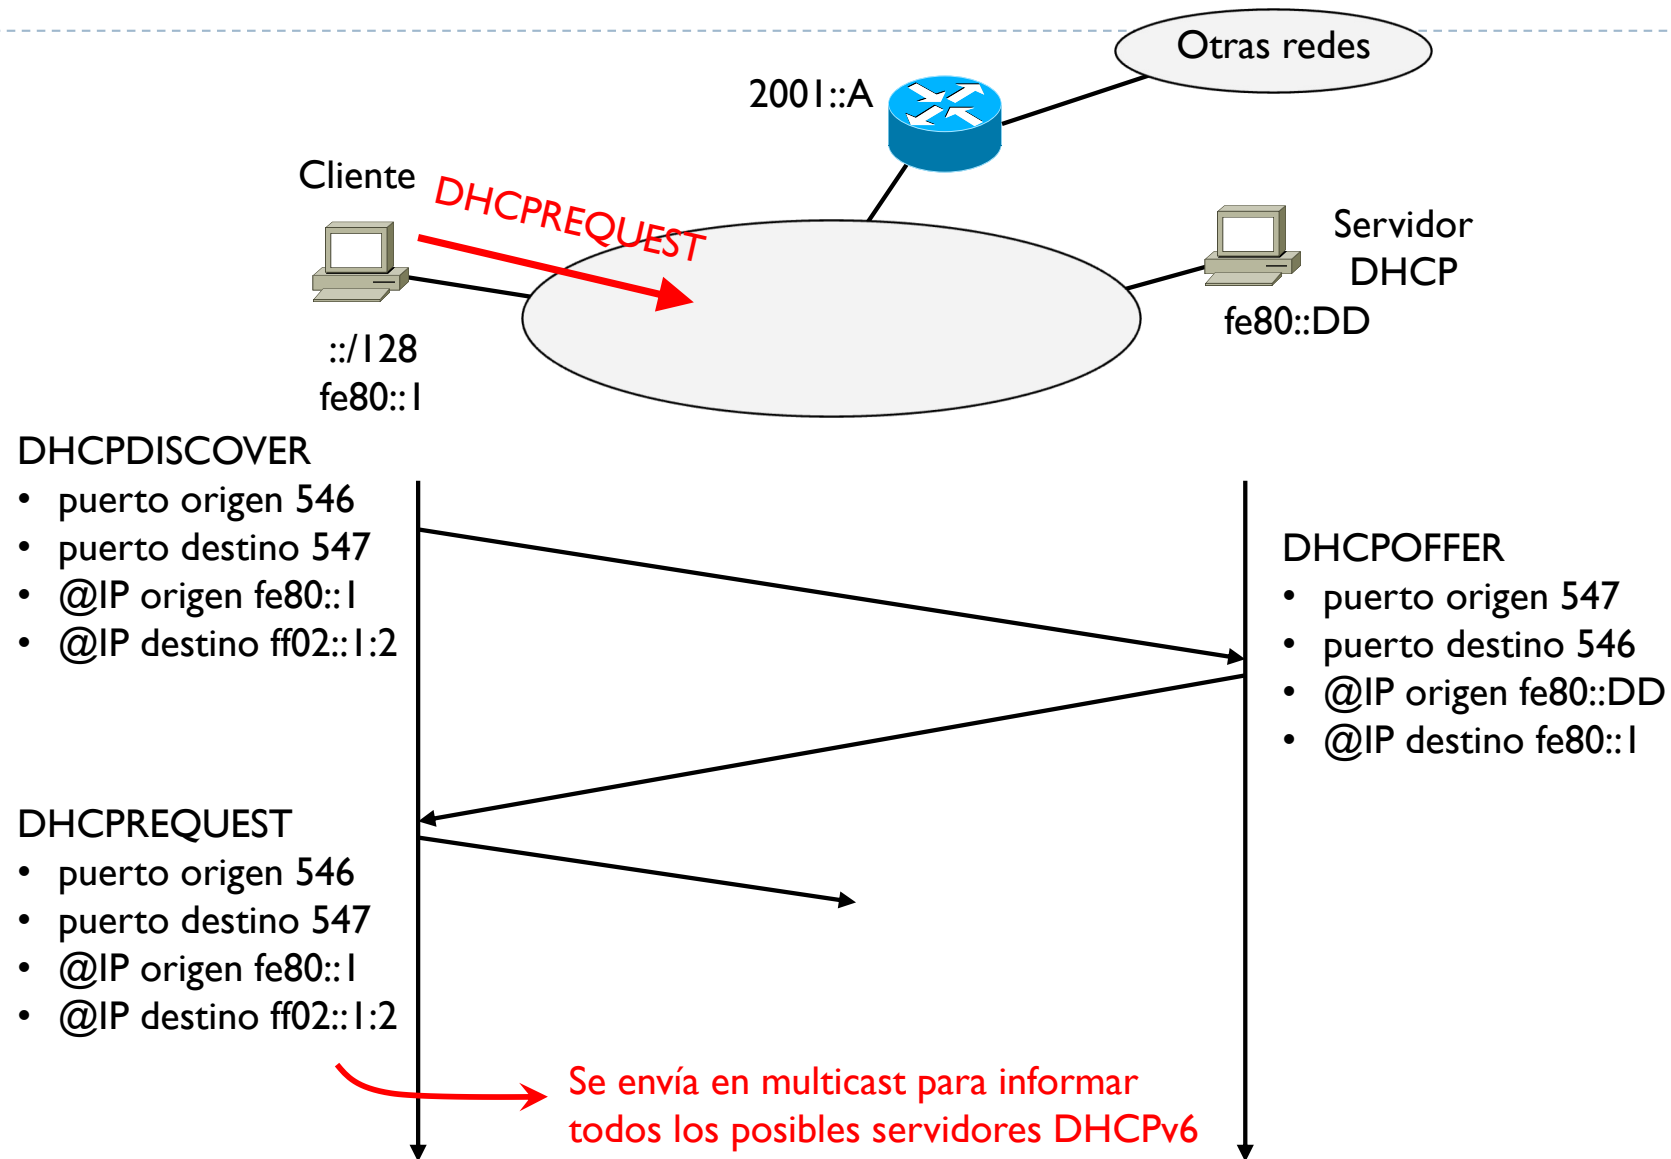 Otras redes
2001::A
Cliente
DHCPREQUEST
Servidor
DHCP
fe80::DD
::/128
fe80::1
DHCPDISCOVER
• puerto origen 546
• puerto destino 547
• @IP origen fe80::1
• @IP destino ff02::1:2
DHCPOFFER
• puerto origen 547
• puerto destino 546
• @IP origen fe80::DD
• @IP destino fe80::1
DHCPREQUEST
• puerto origen 546
• puerto destino 547
• @IP origen fe80::1
• @IP destino ff02::1:2
Se envía en multicast para informar
todos los posibles servidores DHCPv6